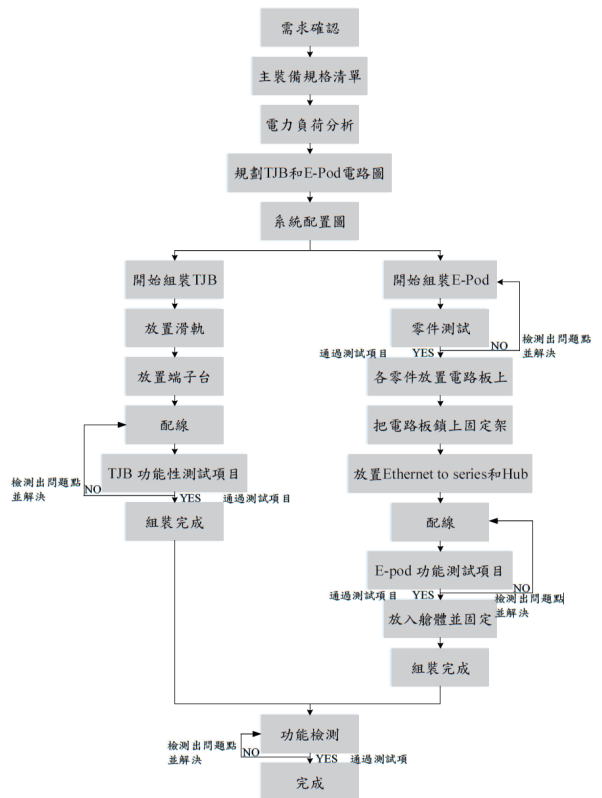 需求確認
主裝備規格清單
電力負荷分析
規劃TJB和E-Pod電路圖
系統配置圖
開始組裝TJB
放置滑軌
放置端子台
配線
TJB 功能性測試項目
檢測出問題點
並解決
NO
YES
通過測試項目
組裝完成
開始組裝E-Pod
零件測試
NO
檢測出問題點
並解決
通過測試項目
YES
各零件放置電路板上
把電路板鎖上固定架
放置Ethernet to series和Hub
配線
E-pod 功能測試項目
NO
檢測出問題點
並解決
通過測試項目
YES
放入艙體並固定
組裝完成
功能檢測
檢測出問題點
並解決
NO
YES
通過測試項
完成